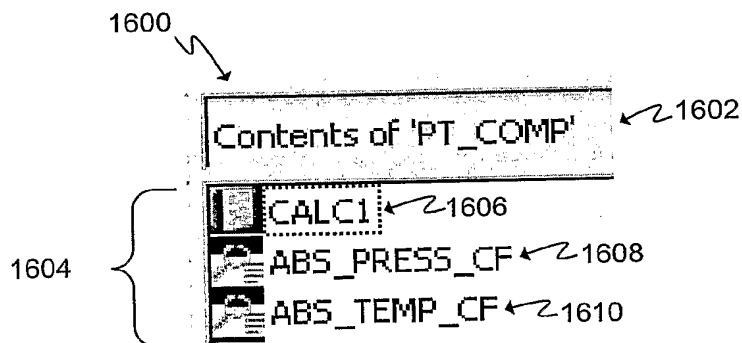 1600
Contents of 'PT_COMP' 1602
CALC1 1606
1604 ABS_PRESS_CF 1608
ABS_TEMP_CF 1610